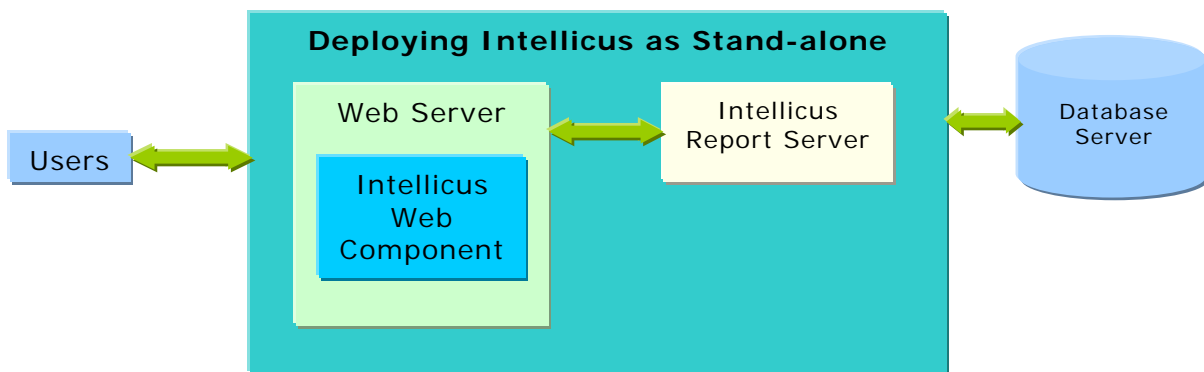 Deploying Intellicus as Stand-alone
Users
Web Server
Intellicus
Web
Component
Intellicus
Report Server
Database
Server